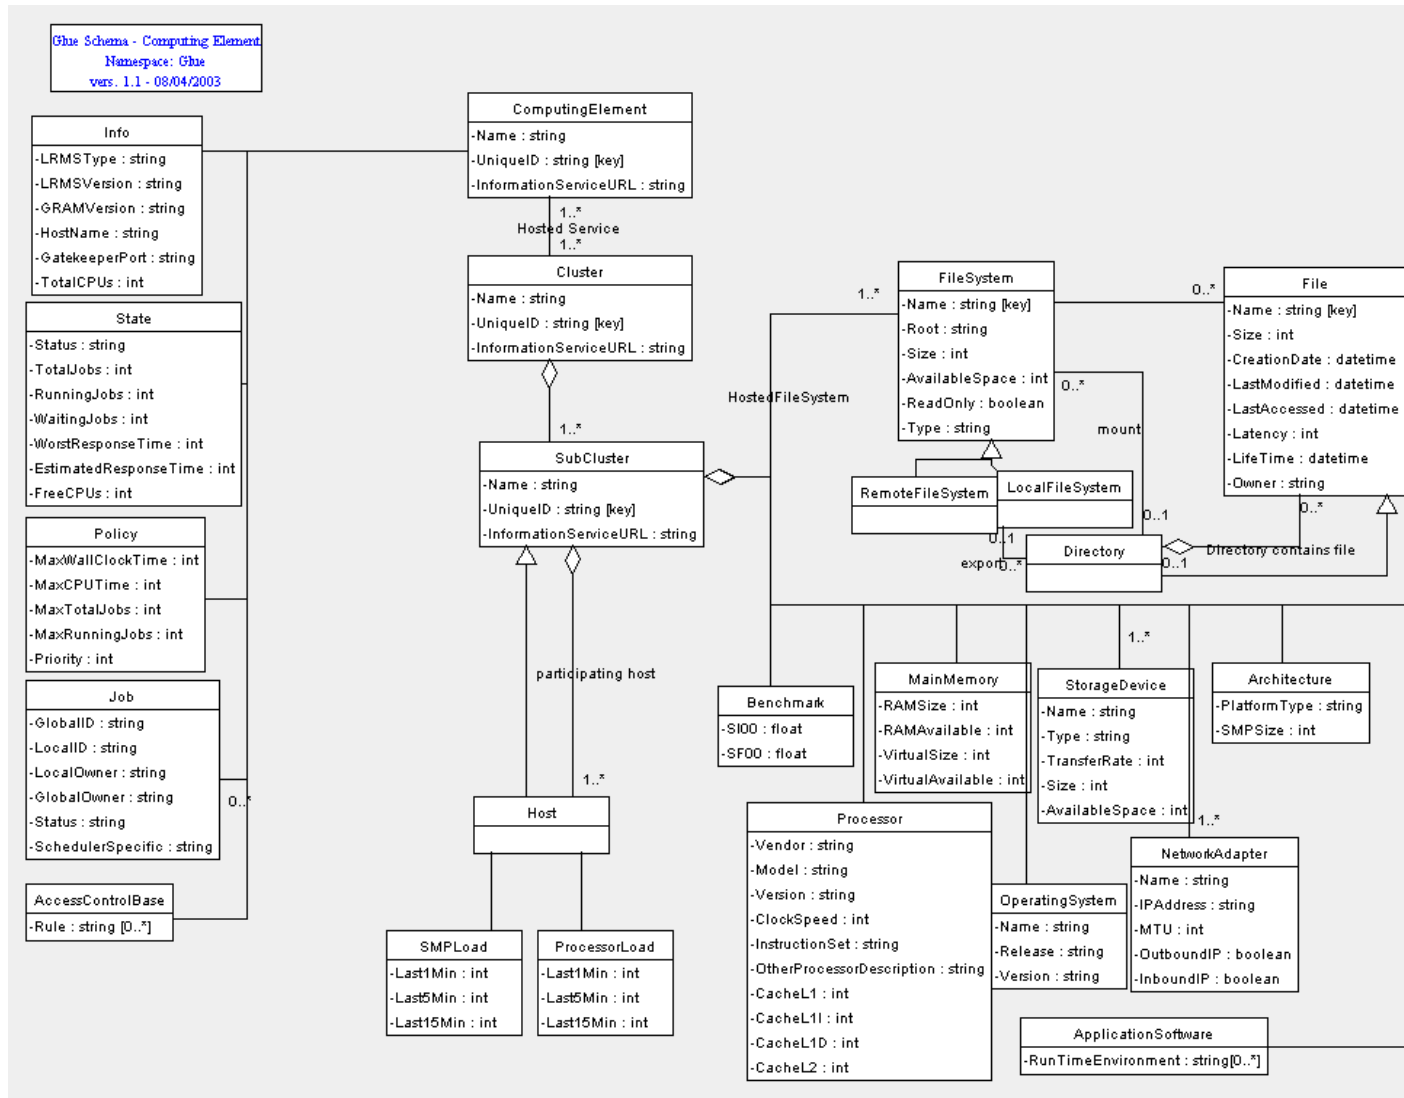 Glue Schema - Computing Element
Namespace: Glue
vers. 1.1 - 08/04/2003
Info
-LRMSType : string
-LRMSVersion : string
-GRAMVersion : string
-HostName : string
-GatekeeperPort : string
-TotalCPUs : int
State
-Status : string
-TotalJobs : int
-RunningJobs : int
-WaitingJobs : int
-WorstResponseTime : int
-EstimatedResponseTime : int
-FreeCPUs : int
Policy
-MaxWallClockTime : int
-MaxCPUTime : int
-MaxTotalJobs : int
-MaxRunningJobs : int
-Priority : int
Job
-GlobalID : string
-LocalID : string
-LocalOwner : string
-GlobalOwner : string
-Status : string
-SchedulerSpecific : string
0..*
AccessControlBase
-Rule : string [0..*]
ComputingElement
-Name : string
-UniqueID : string [key]
-InformationServiceURL : string
1..*
Hosted Service
1..*
Cluster
-Name : string
-UniqueID : string [key]
-InformationServiceURL : string
1..*
SubCluster
-Name : string
-UniqueID : string [key]
-InformationServiceURL : string
participating host
1..*
Host
SMPLoad
-Last1Min : int
-Last5Min : int
-Last15Min : int
ProcessorLoad
-Last1Min : int
-Last5Min : int
-Last15Min : int
1..*
HostedFileSystem
FileSystem
-Name : string [key]
-Root : string
-Size : int
-AvailableSpace : int
-ReadOnly : boolean
-Type : string
0..*
0..*
mount
File
-Name : string [key]
-Size : int
-CreationDate : datetime
-LastModified : datetime
-LastAccessed : datetime
-Latency : int
-LifeTime : datetime
-Owner : string
RemoteFileSystem
LocalFileSystem
0..1
0..1
0..*
Directory
export
0..*
0..1
Directory contains file
Benchmark
-SI00 : float
-SF00 : float
MainMemory
-RAMSize : int
-RAMAvailable : int
-VirtualSize : int
-VirtualAvailable : int
1..*
StorageDevice
-Name : string
-Type : string
-TransferRate : int
-Size : int
-AvailableSpace : int
Architecture
-PlatformType : string
-SMPSize : int
Processor
-Vendor : string
-Model : string
-Version : string
-ClockSpeed : int
-InstructionSet : string
-OtherProcessorDescription : string
-CacheL1 : int
-CacheL1I : int
-CacheL1D : int
-CacheL2 : int
OperatingSystem
-Name : string
-Release : string
-Version : string
1..*
NetworkAdapter
-Name : string
-IPAddress : string
-MTU : int
-OutboundIP : boolean
-InboundIP : boolean
ApplicationSoftware
-RunTimeEnvironment : string[0..*]